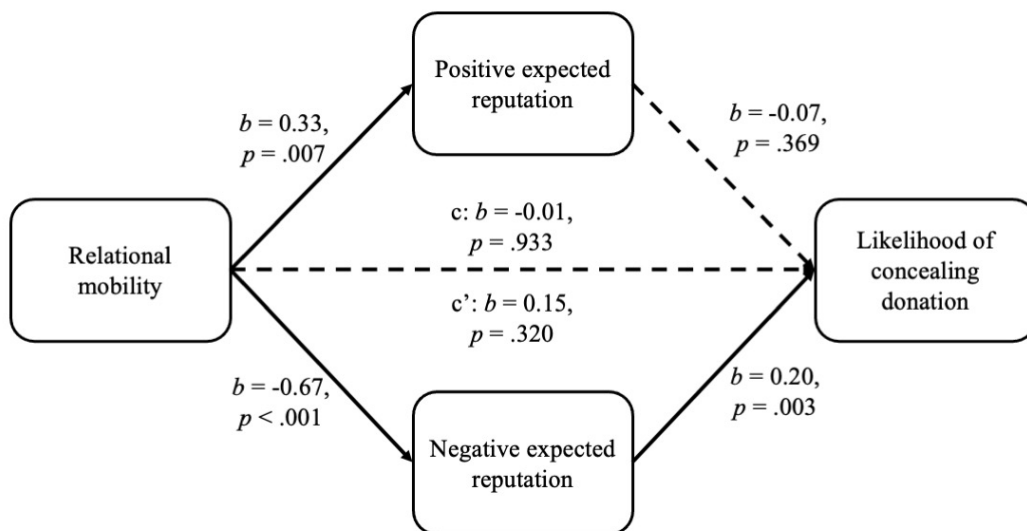 Positive expected
reputation
b = 0.33,
p = .007
b = -0.07,
p = .369
Relational
mobility
c: b = -0.01,
p = .933
c’: b = 0.15,
p = .320
Likelihood of
concealing
donation
b = -0.67,
p < .001
b = 0.20,
p = .003
Negative expected
reputation